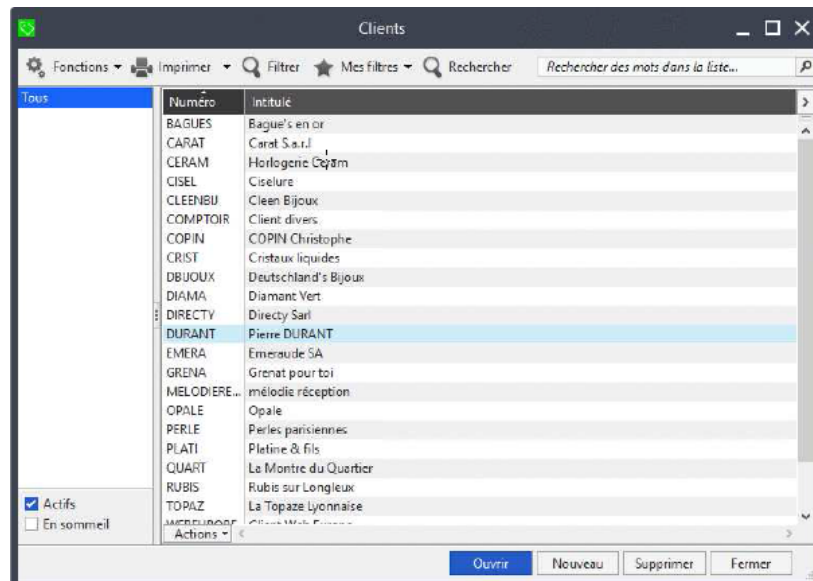 Clients
Fonctions Imprimer Filtrer Mes filtres Rechercher Rechercher des mots dans la liste...
Tous
Numéro Intitulé
BAGUES Bague's en or
CARAT Carat S.a.r.l
CERAM Horlogerie Ceram
CISEL Ciselure
CLEENBIJ Cleen Bijoux
COMPTOIR Client divers
COPIN COPIN Christophe
CRIST Cristaux liquides
DBIJOUX Deutschland's Bijoux
DIAMA Diamant Vert
DIRECTY Directy Sarl
DURANT Pierre DURANT
EMERA Emeraude SA
GRENA Grenat pour toi
MELODIERE... mélodie réception
OPALE Opale
PERLE Perles parisiennes
PLATI Platine & fils
QUART La Montre du Quartier
RUBIS Rubis sur Longleux
TOPAZ La Topaze Lyonnaise
Actifs
En sommeil
Actions
Ouvrir Nouveau Supprimer Fermer